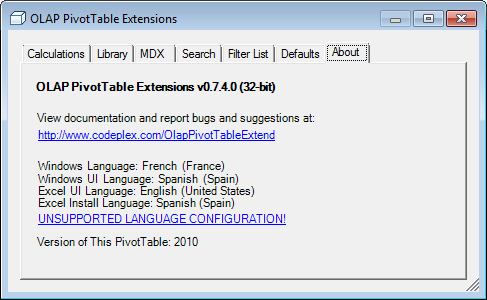 OLAP PivotTable Extensions
Calculations Library MDX Search Filter List Defaults About
OLAP PivotTable Extensions v0.7.4.0 (32-bit)
View documentation and report bugs and suggestions at:
http://www.codeplex.com/OlapPivotTableExtend
Windows Language: French (France)
Windows UI Language: Spanish (Spain)
Excel UI Language: English (United States)
Excel Install Language: Spanish (Spain)
UNSUPPORTED LANGUAGE CONFIGURATION!
Version of This PivotTable: 2010